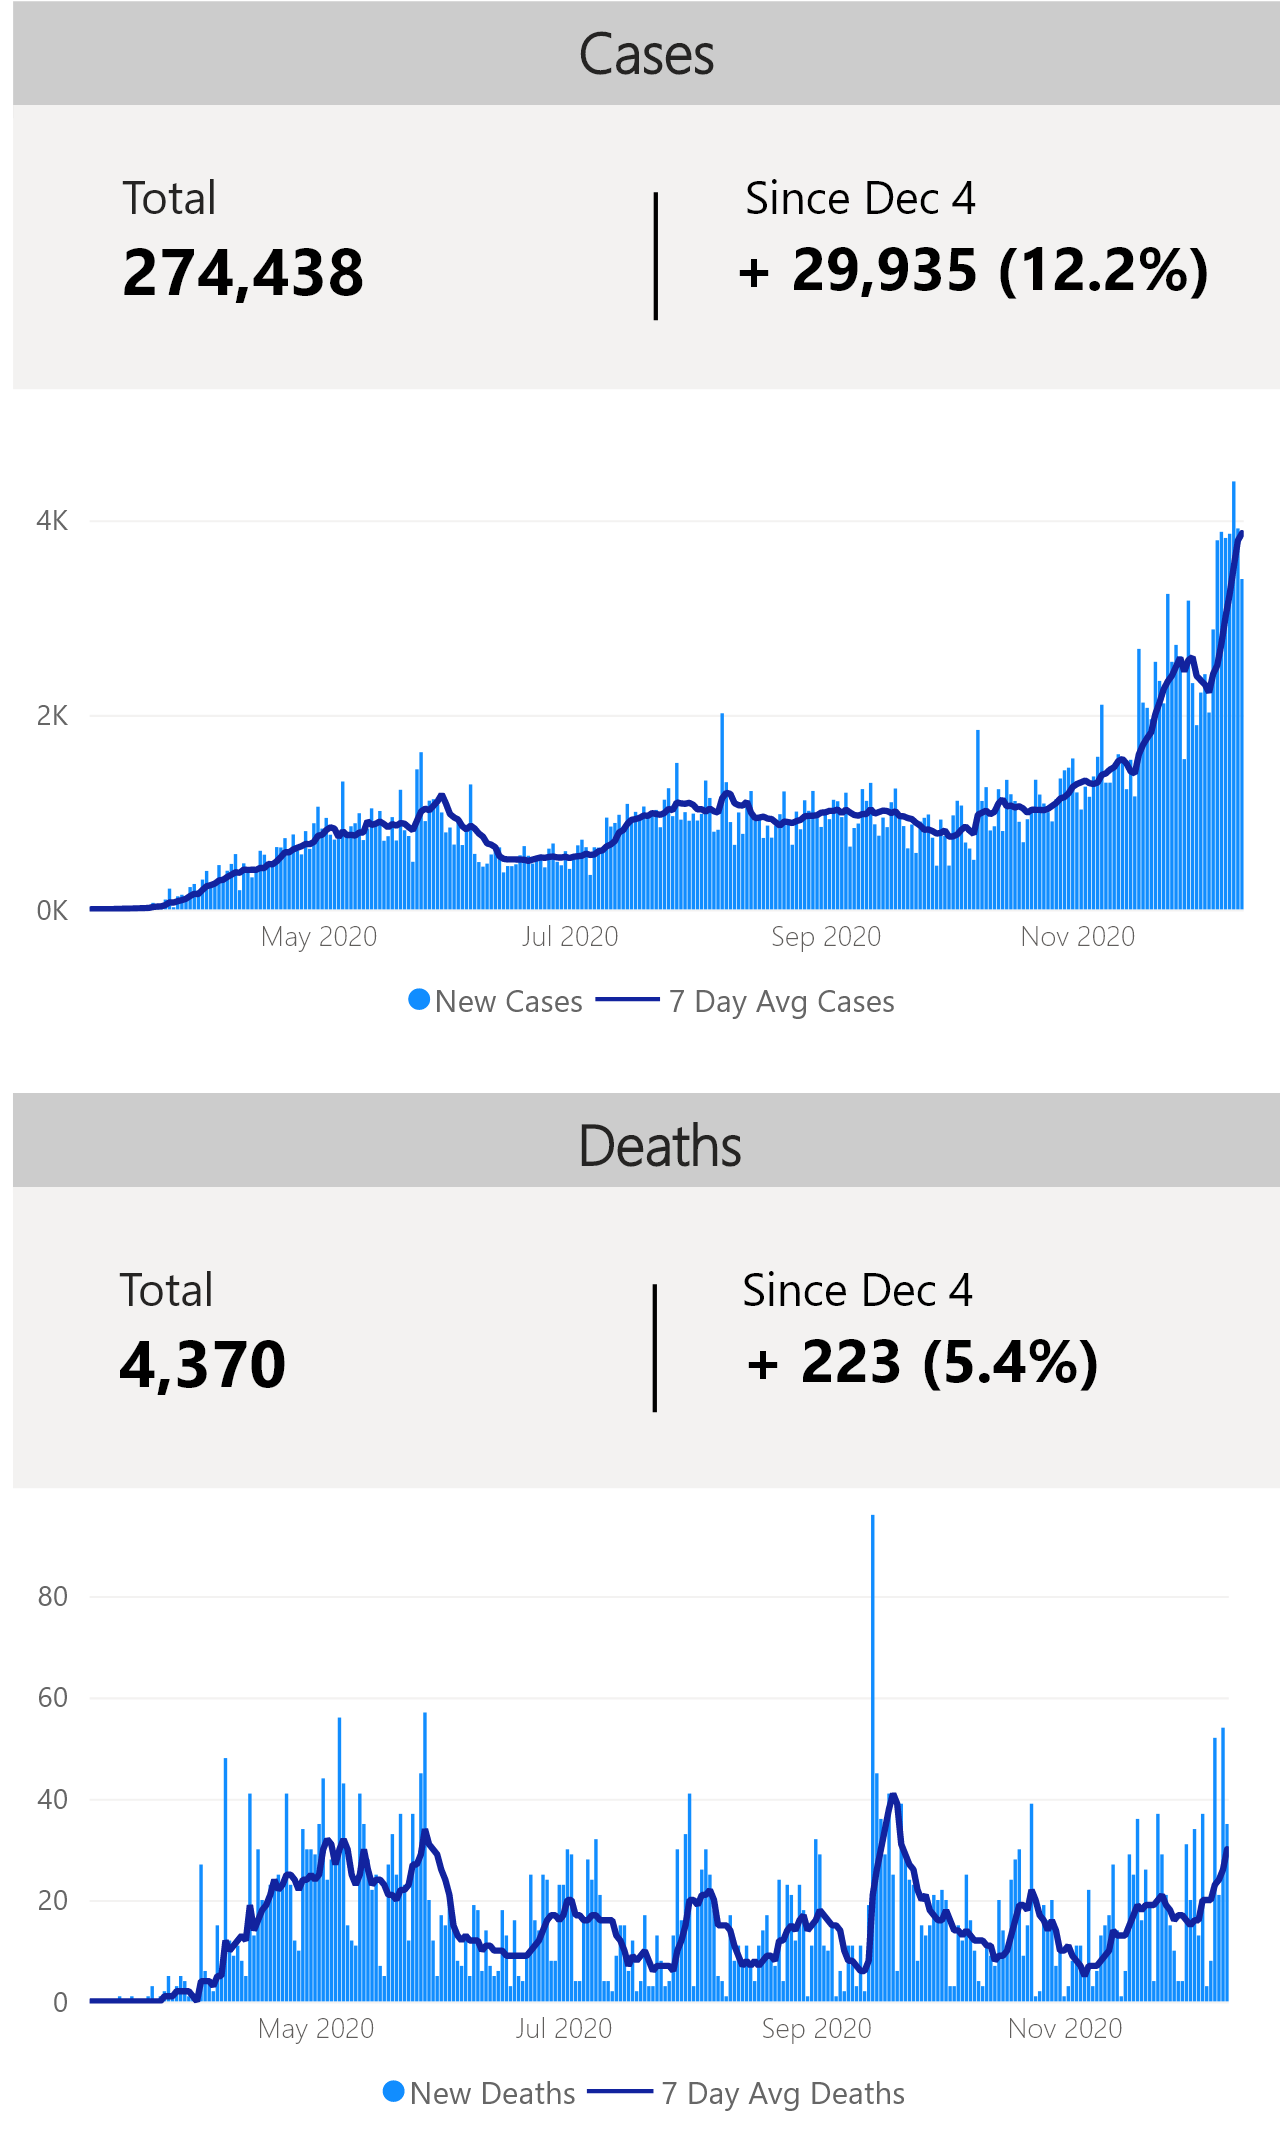 Cases
Total
Since Dec 4
274,438
+ 29,935 (12.2%)
4K
2K
0K
May 2020
Jul 2020
Sep 2020
Nov 2020
New Cases
7 Day Avg Cases
Deaths
Total
Since Dec 4
4,370
+ 223 (5.4%)
80
60
40
20
0
May 2020
Jul 2020
Sep 2020
Nov 2020
New Deaths
7 Day Avg Deaths